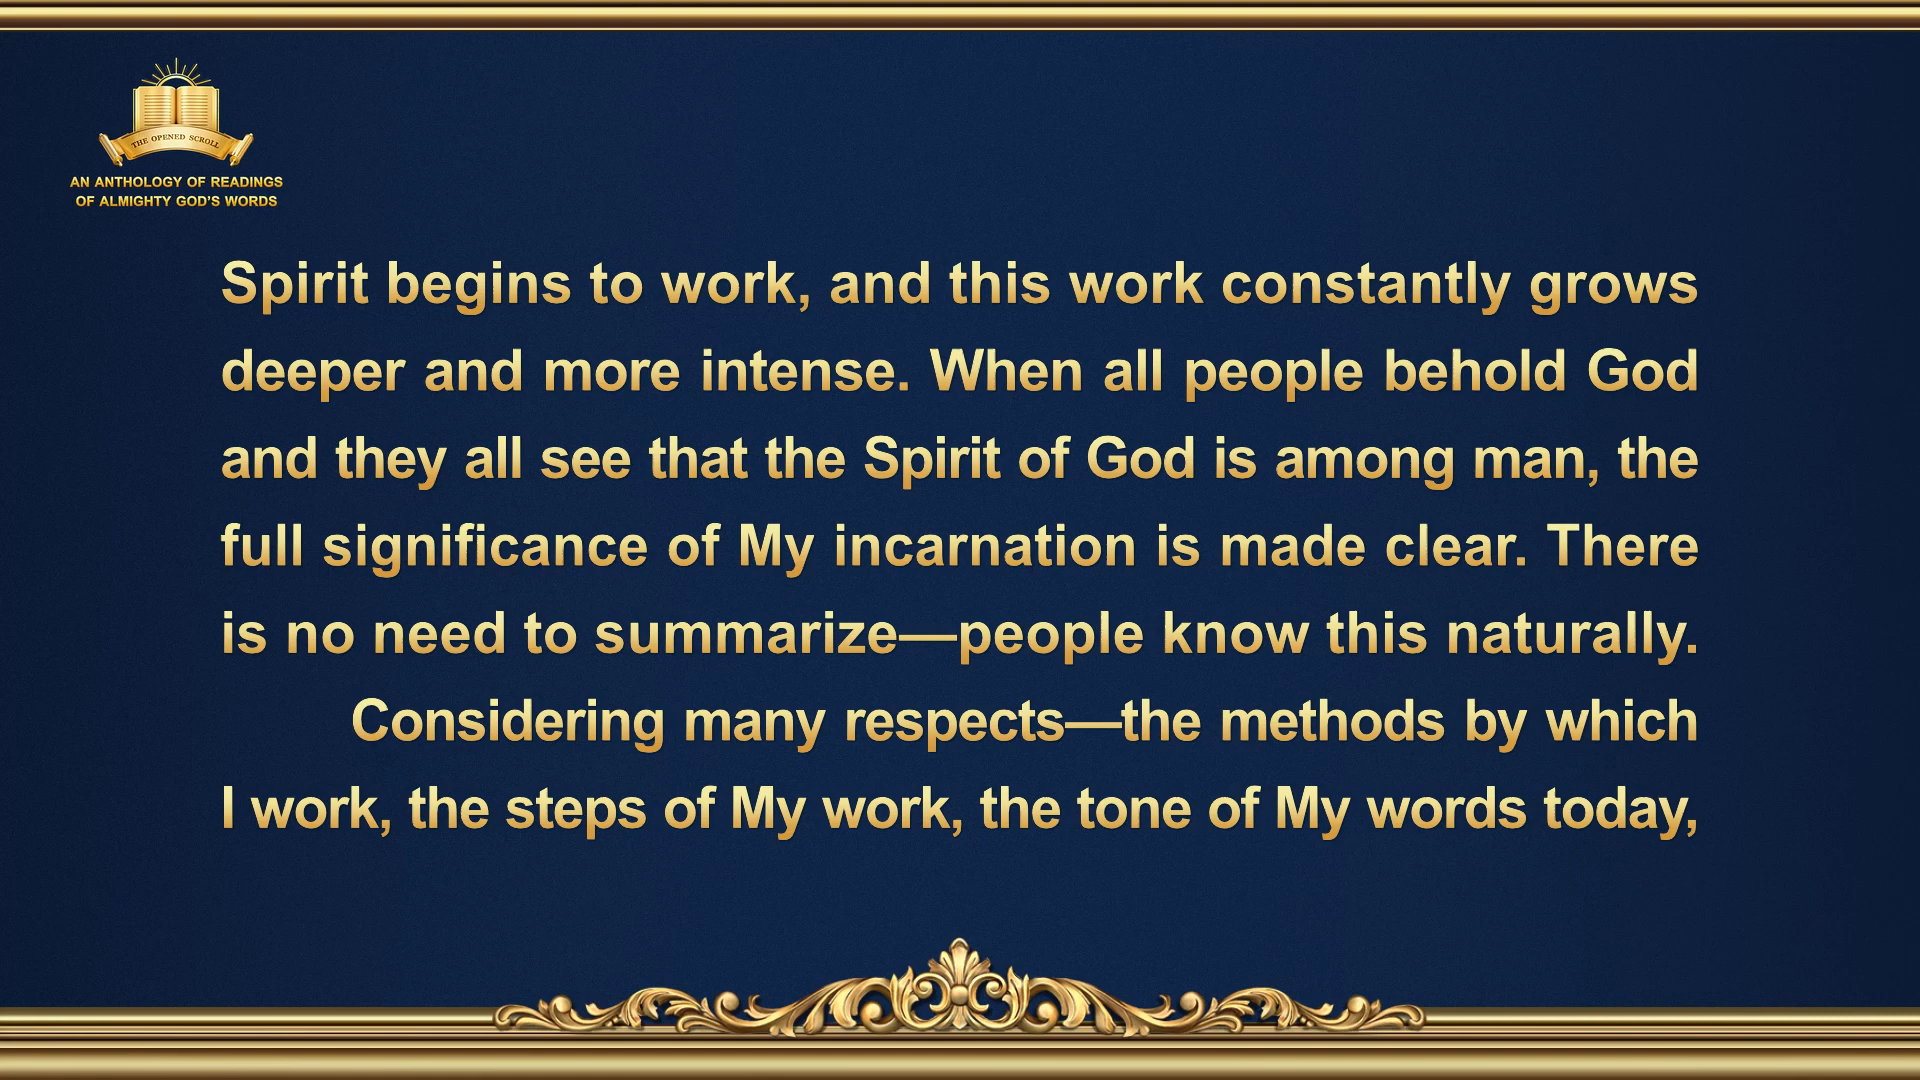 THE OPENED SCROLL
AN ANTHOLOGY OF READINGS
OF ALMIGHTY GOD'S WORDS
Spirit begins to work, and this work constantly grows
deeper and more intense. When all people behold God
and they all see that the Spirit of God is among man, the
full significance of My incarnation is made clear. There
is no need to summarize—people know this naturally.
Considering many respects—the methods by which
I work, the steps of My work, the tone of My words today,